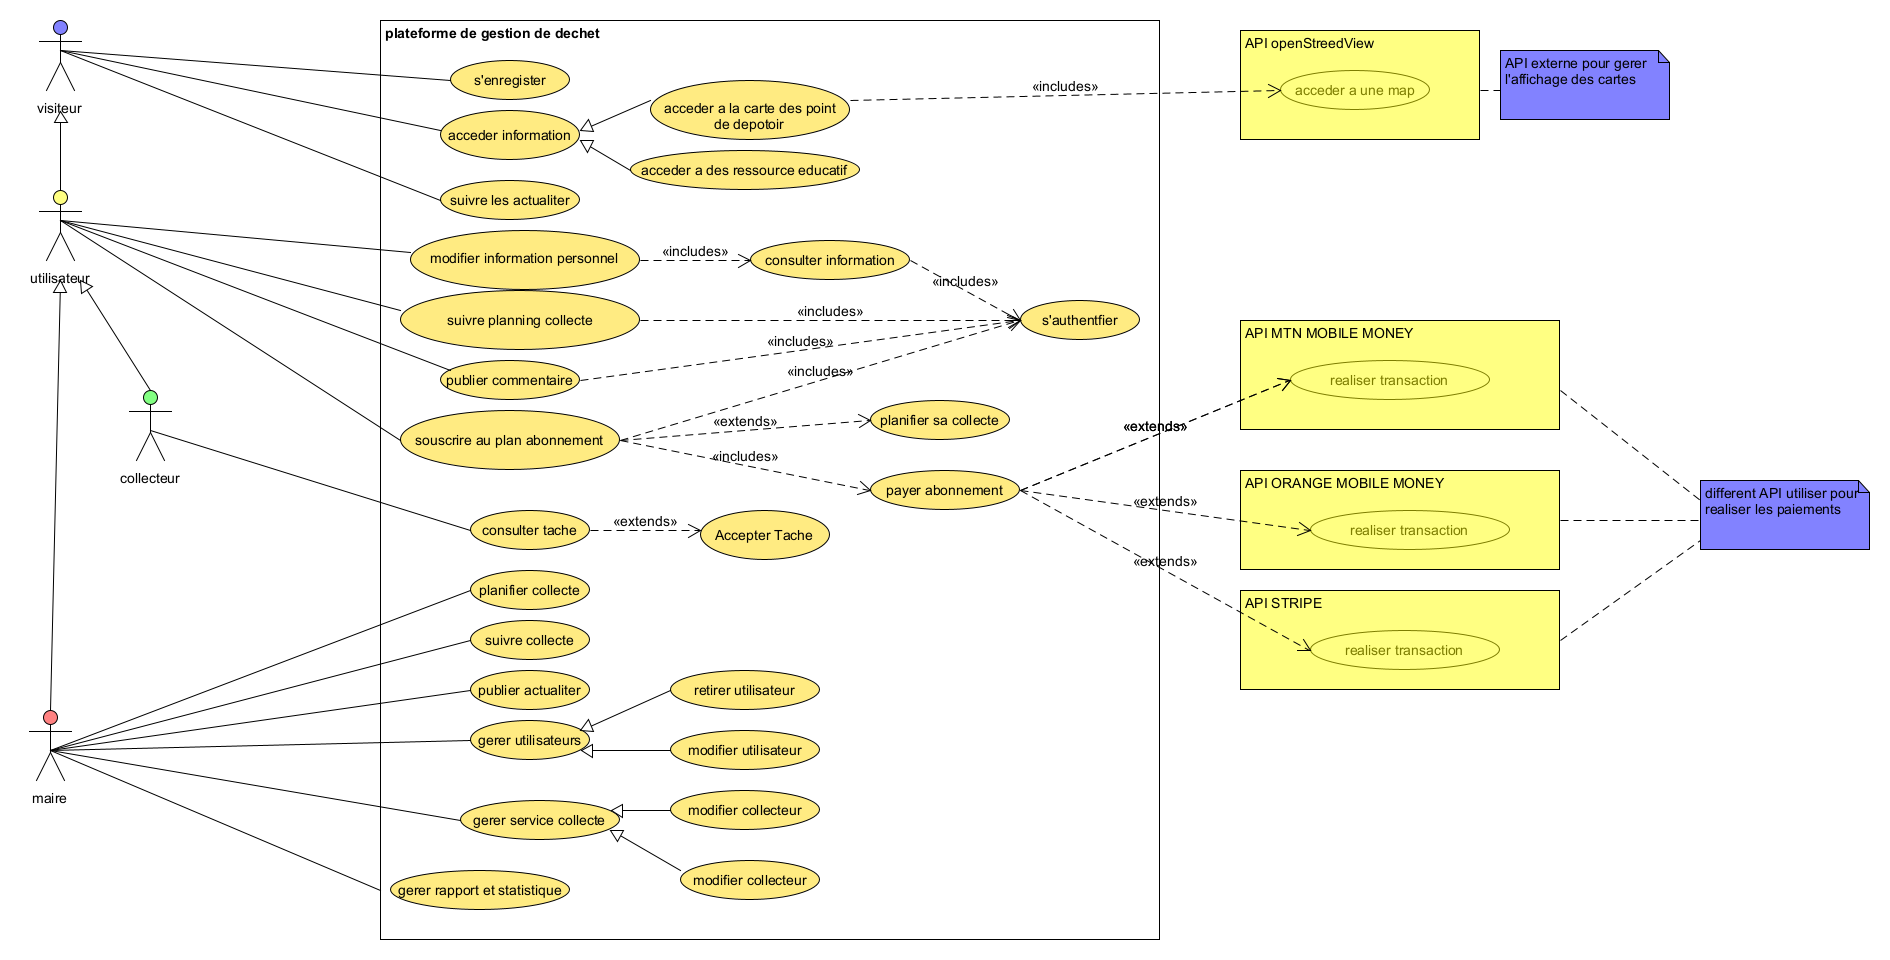 plateforme de gestion de dechet
API openStreedView
API externe pour gerer
l'affichage des cartes
s'enregister
«includes»
acceder a une map
visiteur
acceder a la carte des point
de depotoir
acceder information
acceder a des ressource educatif
suivre les actualiter
modifier information personnel
«includes»
consulter information
utilisateur
«includes»
suivre planning collecte
«includes»
s'authentfier
API MTN MOBILE MONEY
«includes»
publier commentaire
«includes»
realiser transaction
souscrire au plan abonnement
«extends»
planifier sa collecte
«extends»
«includes»
collecteur
payer abonnement
API ORANGE MOBILE MONEY
different API utiliser pour
realiser les paiements
«extends»
consulter tache
«extends»
Accepter Tache
realiser transaction
«extends»
planifier collecte
API STRIPE
suivre collecte
realiser transaction
publier actualiter
retirer utilisateur
gerer utilisateurs
modifier utilisateur
maire
gerer service collecte
modifier collecteur
modifier collecteur
gerer rapport et statistique